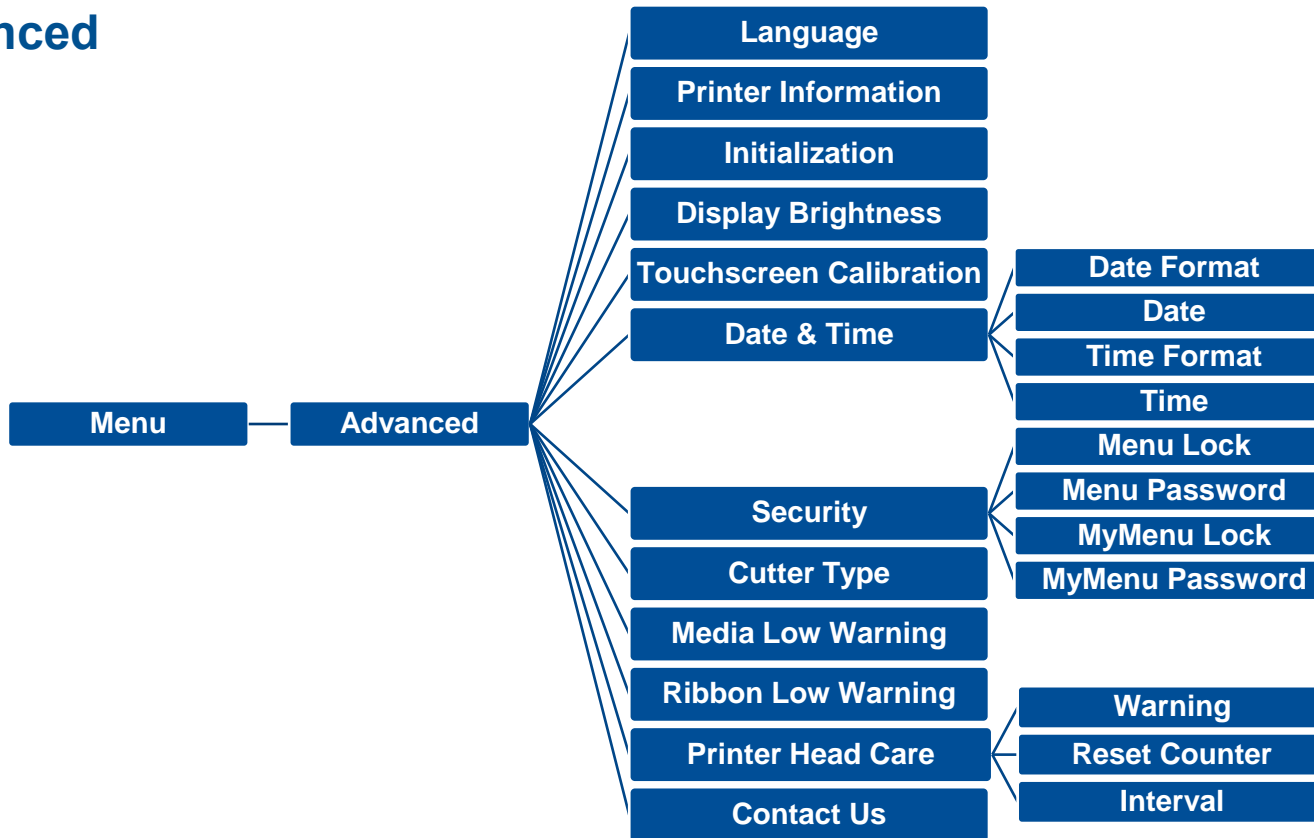 nced
Language
Printer Information
Initialization
Display Brightness
Touchscreen Calibration
Date & Time
Date Format
Date
Time Format
Time
Menu
Advanced
Security
Menu Lock
Menu Password
MyMenu Lock
MyMenu Password
Cutter Type
Media Low Warning
Ribbon Low Warning
Printer Head Care
Warning
Reset Counter
Interval
Contact Us